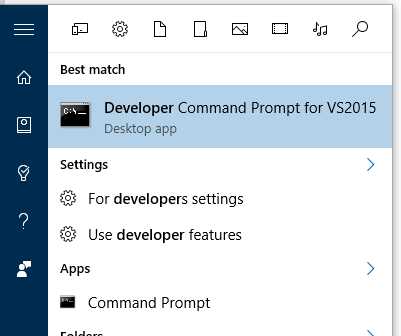 Best match
Developer Command Prompt for VS2015
Desktop app
Settings
For developers settings
Use developer features
Apps
Command Prompt
Folders